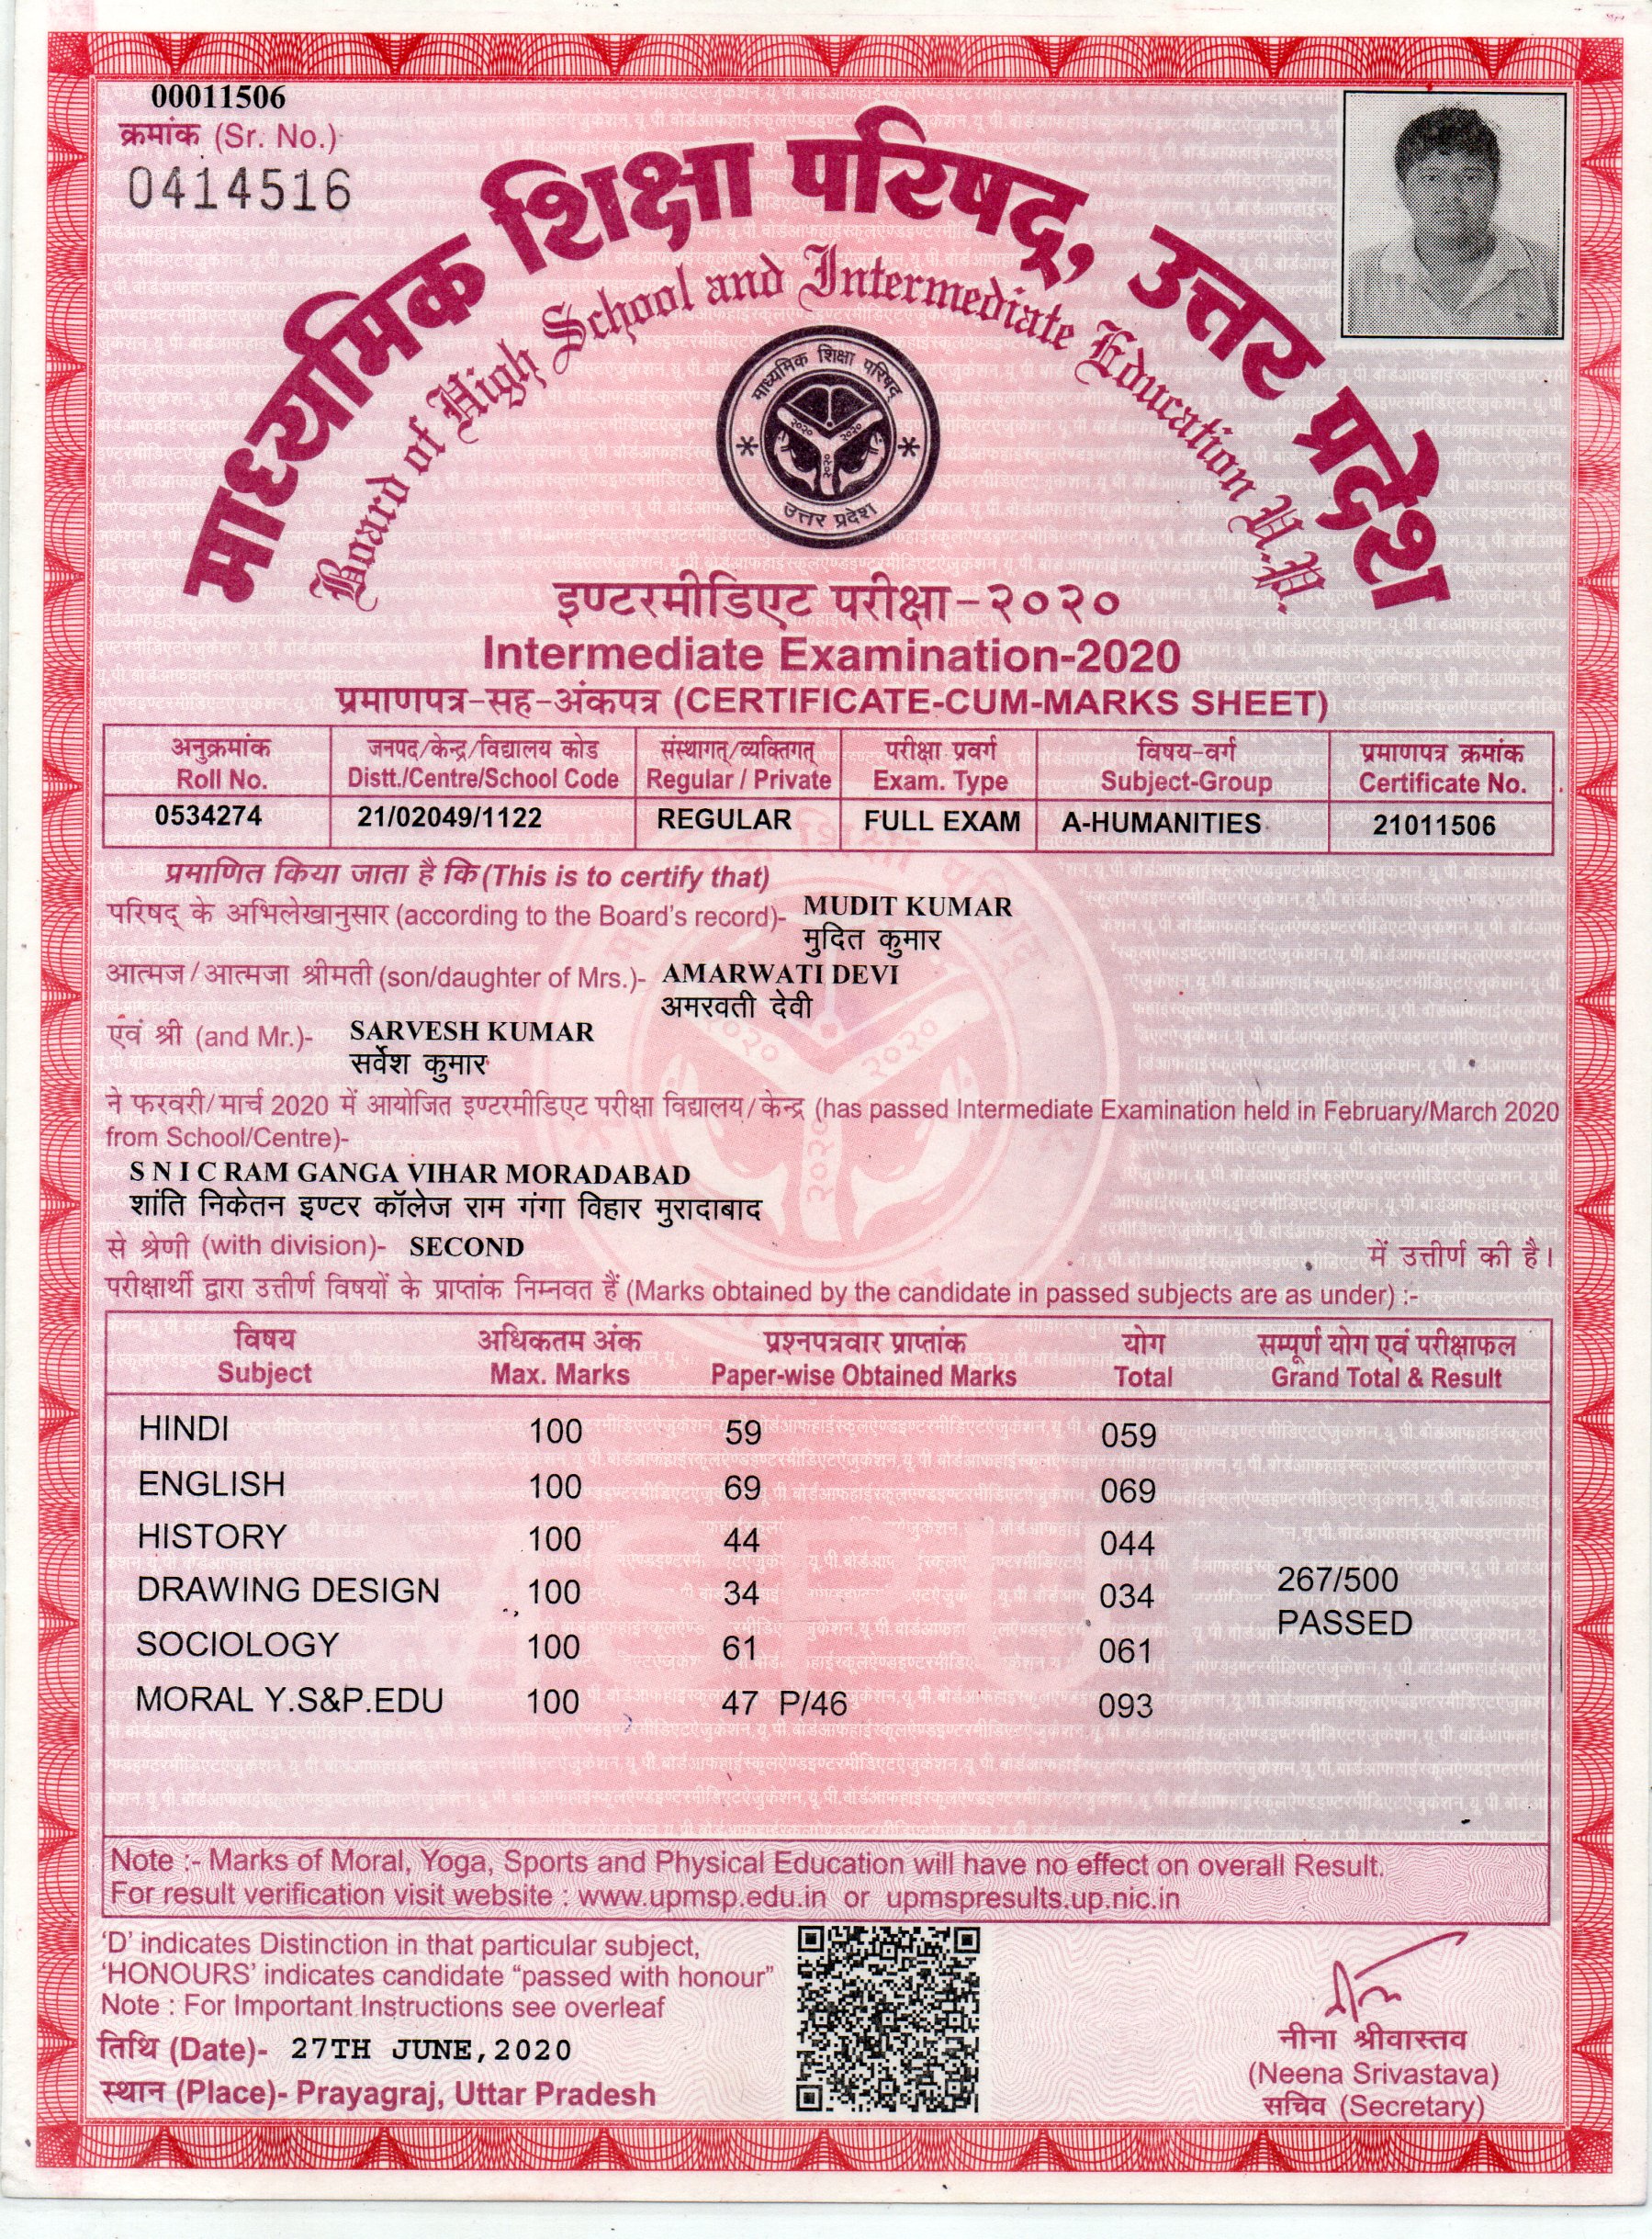 00011506
क्रमांक (Sr. No.)
0414516
माध्यमिक शिक्षा परिषद्, उत्तर प्रदेश
Board of High School and Intermediate Education U.P.
माध्यमिक शिक्षा परिषद्
२०२० २०२०
२०२०
उत्तर प्रदेश
इण्टरमीडिएट परीक्षा-२०२०
Intermediate Examination-2020
प्रमाणपत्र-सह-अंकपत्र (CERTIFICATE-CUM-MARKS SHEET)
अनुक्रमांक जनपद/केन्द्र/विद्यालय कोड संस्थागत्/व्यक्तिगत् परीक्षा प्रवर्ग विषय-वर्ग प्रमाणपत्र क्रमांक
Roll No. Distt./Centre/School Code Regular / Private Exam. Type Subject-Group Certificate No.
0534274 21/02049/1122 REGULAR FULL EXAM A-HUMANITIES 21011506
प्रमाणित किया जाता है कि (This is to certify that)
परिषद् के अभिलेखानुसार (according to the Board's record)- MUDIT KUMAR
मुदित कुमार
आत्मज/आत्मजा श्रीमती (son/daughter of Mrs.)- AMARWATI DEVI
अमरवती देवी
एवं श्री (and Mr.)- SARVESH KUMAR
सर्वेश कुमार
ने फरवरी/मार्च 2020 में आयोजित इण्टरमीडिएट परीक्षा विद्यालय/केन्द्र (has passed Intermediate Examination held in February/March 2020
from School/Centre)-
S N I C RAM GANGA VIHAR MORADABAD
शांति निकेतन इण्टर कॉलेज राम गंगा विहार मुरादाबाद
से श्रेणी (with division)- SECOND में उत्तीर्ण की है।
परीक्षार्थी द्वारा उत्तीर्ण विषयों के प्राप्तांक निम्नवत हैं (Marks obtained by the candidate in passed subjects are as under) :-
विषय अधिकतम अंक प्रश्नपत्रवार प्राप्तांक योग सम्पूर्ण योग एवं परीक्षाफल
Subject Max. Marks Paper-wise Obtained Marks Total Grand Total & Result
HINDI 100 59 059
ENGLISH 100 69 069
HISTORY 100 44 044
DRAWING DESIGN 100 34 034 267/500
PASSED
SOCIOLOGY 100 61 061
MORAL Y.S&P.EDU 100 47 P/46 093
Note :- Marks of Moral, Yoga, Sports and Physical Education will have no effect on overall Result.
For result verification visit website : www.upmsp.edu.in or upmspresults.up.nic.in
'D' indicates Distinction in that particular subject,
'HONOURS' indicates candidate "passed with honour"
Note : For Important Instructions see overleaf
तिथि (Date)- 27TH JUNE, 2020
स्थान (Place)- Prayagraj, Uttar Pradesh
नीना श्रीवास्तव
(Neena Srivastava)
सचिव (Secretary)